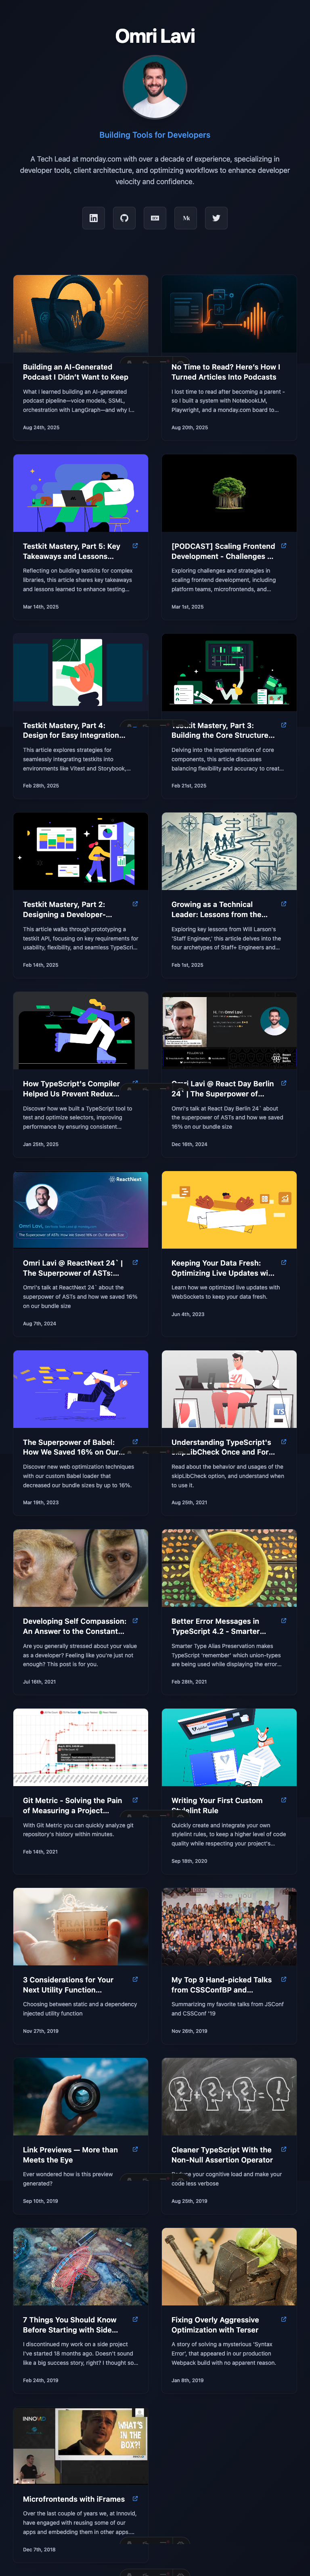 Omri Lavi
Building Tools for Developers
A Tech Lead at monday.com with over a decade of experience, specializing in
developer tools, client architecture, and optimizing workflows to enhance developer
velocity and confidence.
Building an AI-Generated
Podcast I Didn't Want to Keep
What I learned building an AI-generated
podcast pipeline—voice models, SSML,
orchestration with LangGraph—and why I...
Aug 24th, 2025
No Time to Read? Here's How I
Turned Articles Into Podcasts
I lost time to read after becoming a parent -
so I built a system with NotebookLM,
Playwright, and a monday.com board to...
Aug 20th, 2025
Testkit Mastery, Part 5: Key
Takeaways and Lessons...
Reflecting on building testkits for complex
libraries, this article shares key takeaways
and lessons learned to enhance testing...
Mar 14th, 2025
[PODCAST] Scaling Frontend
Development - Challenges ...
Exploring challenges and strategies in
scaling frontend development, including
platform teams, microfrontends, and...
Mar 1st, 2025
Testkit Mastery, Part 4:
Design for Easy Integration...
This article explores strategies for
seamlessly integrating testkits into
environments like Vitest and Storybook,...
Feb 28th, 2025
Mastery, Part 3:
Building the Core Structure...
Delving into the implementation of core
components, this article discusses
balancing flexibility and accuracy to creat...
Feb 21st, 2025
Testkit Mastery, Part 2:
Designing a Developer-...
This article walks through prototyping a
testkit API, focusing on key requirements for
usability, flexibility, and seamless TypeScri...
Feb 14th, 2025
Growing as a Technical
Leader: Lessons from the...
Exploring key lessons from Will Larson's
'Staff Engineer,' this article delves into the
four archetypes of Staff+ Engineers and...
Feb 1st, 2025
How TypeScript's Compiler
Helped Us Prevent Redux...
Discover how we built a TypeScript tool to
test and optimize selectors, improving
performance by ensuring consistent...
Jan 25th, 2025
Omri Lavi @ React Day Berlin
24` | The Superpower of...
Omri's talk at React Day Berlin 24` about
the superpower of ASTs and how we saved
16% on our bundle size
Dec 16th, 2024
ReactNext
Omri Lavi,
The Superpower of ASTs: How We Saved 16% on Our Bundle Size
Omri Lavi @ ReactNext 24` |
The Superpower of ASTs:...
Omri's talk at ReactNext 24` about the
superpower of ASTs and how we saved 16%
on our bundle size
Aug 7th, 2024
Keeping Your Data Fresh:
Optimizing Live Updates wi...
Learn how we optimized live updates with
WebSockets to keep your data fresh.
Jun 4th, 2023
The Superpower of Babel:
How We Saved 16% on Our...
Discover new web optimization techniques
with our custom Babel loader that
decreased our bundle sizes by up to 16%.
Mar 19th, 2023
TS
Understanding TypeScript's
skipLibCheck Once and For...
Read about the behavior and usages of the
skipLibCheck option, and understand when
to use it.
Aug 25th, 2021
Developing Self Compassion:
An Answer to the Constant...
Are you generally stressed about your value
as a developer? Feeling like you're just not
enough? This post is for you.
Jul 16th, 2021
Better Error Messages in
TypeScript 4.2 - Smarter...
Smarter Type Alias Preservation makes
TypeScript 'remember' which union-types
are being used while displaying the error...
Feb 28th, 2021
Git Metric - Solving the Pain
of Measuring a Project...
With Git Metric you can quickly analyze git
repository's history within minutes.
Feb 14th, 2021
Writing Your First Custom
Stylelint Rule
Quickly create and integrate your own
stylelint rules, to keep a higher level of code
quality while respecting your project's...
Sep 18th, 2020
3 Considerations for Your
Next Utility Function...
Choosing between static and a dependency
injected utility function
Nov 27th, 2019
My Top 9 Hand-picked Talks
from CSSConfBP and...
Summarizing my favorite talks from JSConf
and CSSConf '19
Nov 26th, 2019
Link Previews — More than
Meets the Eye
Ever wondered how is this preview
generated?
Sep 10th, 2019
Cleaner TypeScript With the
Non-Null Assertion Operator
your cognitive load and make your
code less verbose
Aug 25th, 2019
7 Things You Should Know
Before Starting with Side...
I discontinued my work on a side project
I've started 18 months ago. Doesn't sound
like a big success story, right? I thought so...
Feb 24th, 2019
Fixing Overly Aggressive
Optimization with Terser
A story of solving a mysterious 'Syntax
Error', that appeared in our production
Webpack build with no apparent reason.
Jan 8th, 2019
INNOVID
WHAT'S
IN THE
BOX?!
Microfrontends with iFrames
Over the last couple of years we, at Innovid,
have engaged with reusing some of our
apps and embedding them in other apps....
Dec 7th, 2018